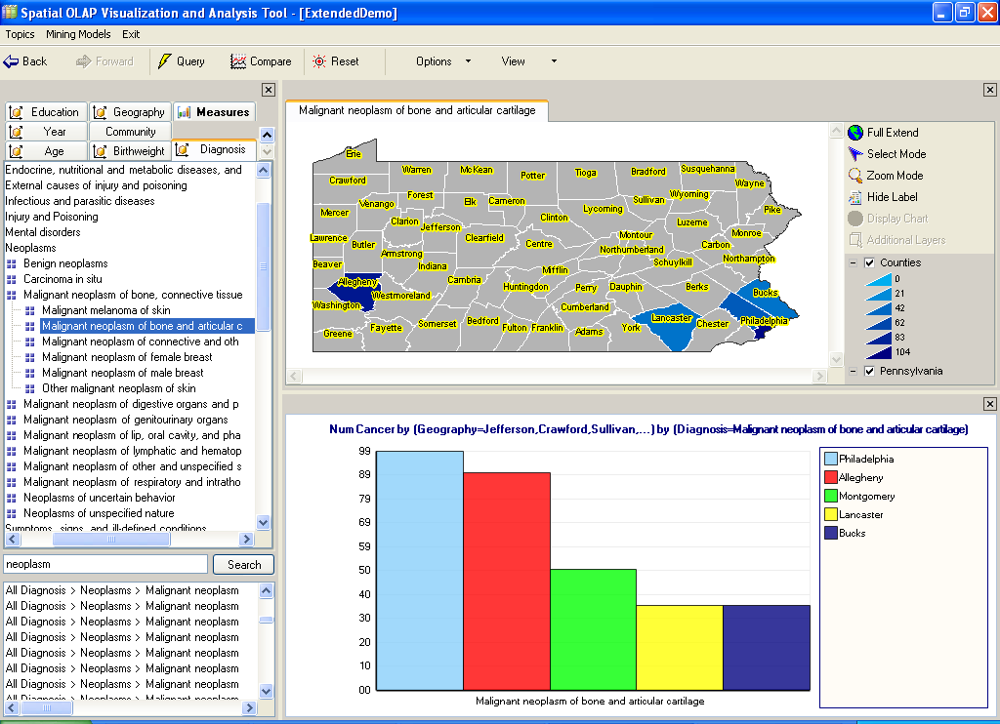 Spatial OLAP Visualization and Analysis Tool - [ExtendedDemo]
Topics Mining Models Exit
Back Forward Query Compare Reset Options View
Education Geography Measures
Year Community
Age Birthweight Diagnosis
Endocrine, nutritional and metabolic diseases, and
External causes of injury and poisoning
Infectious and parasitic diseases
Injury and Poisoning
Mental disorders
Neoplasms
Benign neoplasms
Carcinoma in situ
Malignant neoplasm of bone, connective tissue
Malignant melanoma of skin
Malignant neoplasm of bone and articular c
Malignant neoplasm of connective and oth
Malignant neoplasm of female breast
Malignant neoplasm of male breast
Other malignant neoplasm of skin
Malignant neoplasm of digestive organs and p
Malignant neoplasm of genitourinary organs
Malignant neoplasm of lip, oral cavity, and pha
Malignant neoplasm of lymphatic and hematop
Malignant neoplasm of other and unspecified s
Malignant neoplasm of respiratory and intratho
Neoplasms of uncertain behavior
Neoplasms of unspecified nature
Symptoms, signs, and ill-defined conditions
neoplasm Search
All Diagnosis > Neoplasms > Malignant neoplasm
All Diagnosis > Neoplasms > Malignant neoplasm
All Diagnosis > Neoplasms > Malignant neoplasm
All Diagnosis > Neoplasms > Malignant neoplasm
All Diagnosis > Neoplasms > Malignant neoplasm
All Diagnosis > Neoplasms > Malignant neoplasm
All Diagnosis > Neoplasms > Malignant neoplasm
All Diagnosis > Neoplasms > Malignant neoplasm
Malignant neoplasm of bone and articular cartilage
Erie
Warren McKean Potter Tioga Bradford Susquehanna
Crawford Wayne
Forest Elk Cameron Sullivan Wyoming
Venango Lycoming Pike
Mercer Clarion Jefferson Clinton Luzerne
Lawrence Butler Clearfield Centre Montour Monroe
Armstrong Northumberland Carbon
Beaver Indiana Mifflin Schuylkill Northampton
Allegheny Cambria Huntingdon Perry Dauphin Berks
Washington Westmoreland Cumberland Bucks
Greene Fayette Somerset Bedford Fulton Franklin Adams York Lancaster Chester Philadelphia
Full Extend
Select Mode
Zoom Mode
Hide Label
Display Chart
Additional Layers
Counties
0
21
42
62
83
104
Pennsylvania
Num Cancer by (Geography=Jefferson,Crawford,Sullivan,...) by (Diagnosis=Malignant neoplasm of bone and articular cartilage)
99
89
79
69
59
50
40
30
20
10
00
Malignant neoplasm of bone and articular cartilage
Philadelphia
Allegheny
Montgomery
Lancaster
Bucks